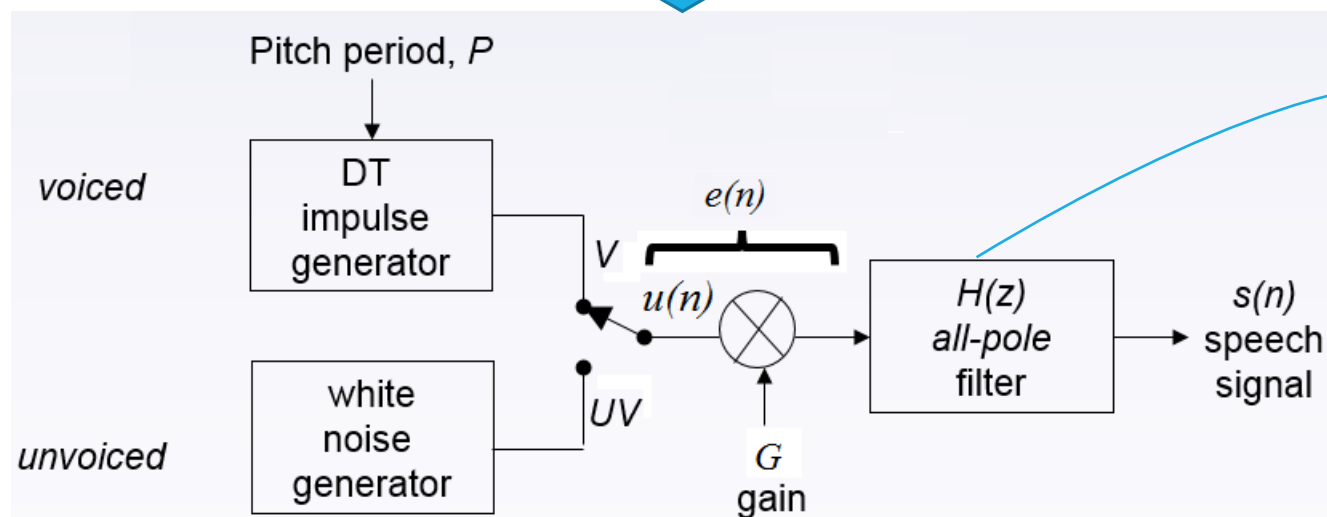 Pitch period, P
voiced
DT
impulse
generator
V
e(n)
u(n)
H(z)
all-pole
filter
s(n)
speech
signal
unvoiced
white
noise
generator
UV
G
gain